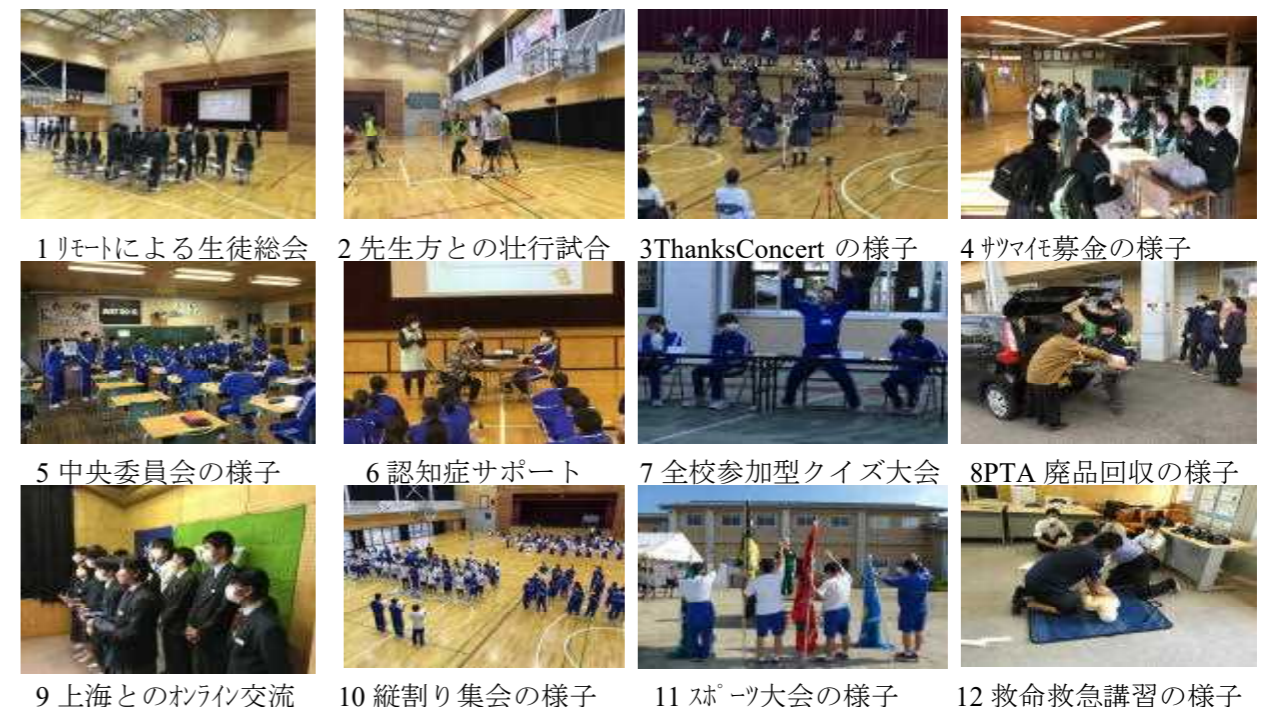 1 ﾘﾓｰﾄによる生徒総会
2 先生方との壮行試合
3ThanksConcert の様子
4 ｻﾂﾏｲﾓ募金の様子
5 中央委員会の様子
6 認知症サポート
7 全校参加型クイズ大会
8PTA 廃品回収の様子
9 上海とのｵﾝﾗｲﾝ交流
10 縦割り集会の様子
11 ｽﾎﾟｰﾂ大会の様子
12 救命救急講習の様子